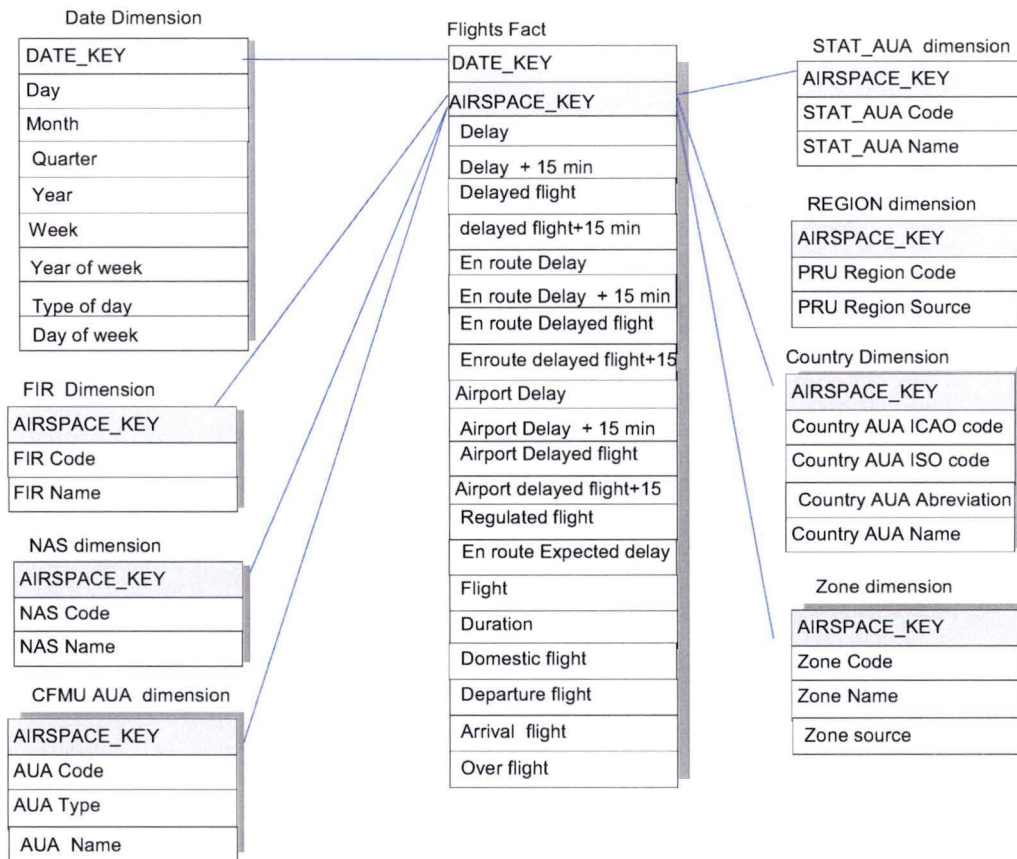 Date Dimension
DATE_KEY
Day
Month
Quarter
Year
Week
Year of week
Type of day
Day of week
FIR Dimension
AIRSPACE_KEY
FIR Code
FIR Name
NAS dimension
AIRSPACE_KEY
NAS Code
NAS Name
CFMU AUA dimension
AIRSPACE_KEY
AUA Code
AUA Type
AUA Name
Flights Fact
DATE_KEY
AIRSPACE_KEY
Delay
Delay + 15 min
Delayed flight
delayed flight+15 min
En route Delay
En route Delay + 15 min
En route Delayed flight
Enroute delayed flight+15
Airport Delay
Airport Delay + 15 min
Airport Delayed flight
Airport delayed flight+15
Regulated flight
En route Expected delay
Flight
Duration
Domestic flight
Departure flight
Arrival flight
Over flight
STAT_AUA dimension
AIRSPACE_KEY
STAT_AUA Code
STAT_AUA Name
REGION dimension
AIRSPACE_KEY
PRU Region Code
PRU Region Source
Country Dimension
AIRSPACE_KEY
Country AUA ICAO code
Country AUA ISO code
Country AUA Abreviation
Country AUA Name
Zone dimension
AIRSPACE_KEY
Zone Code
Zone Name
Zone source